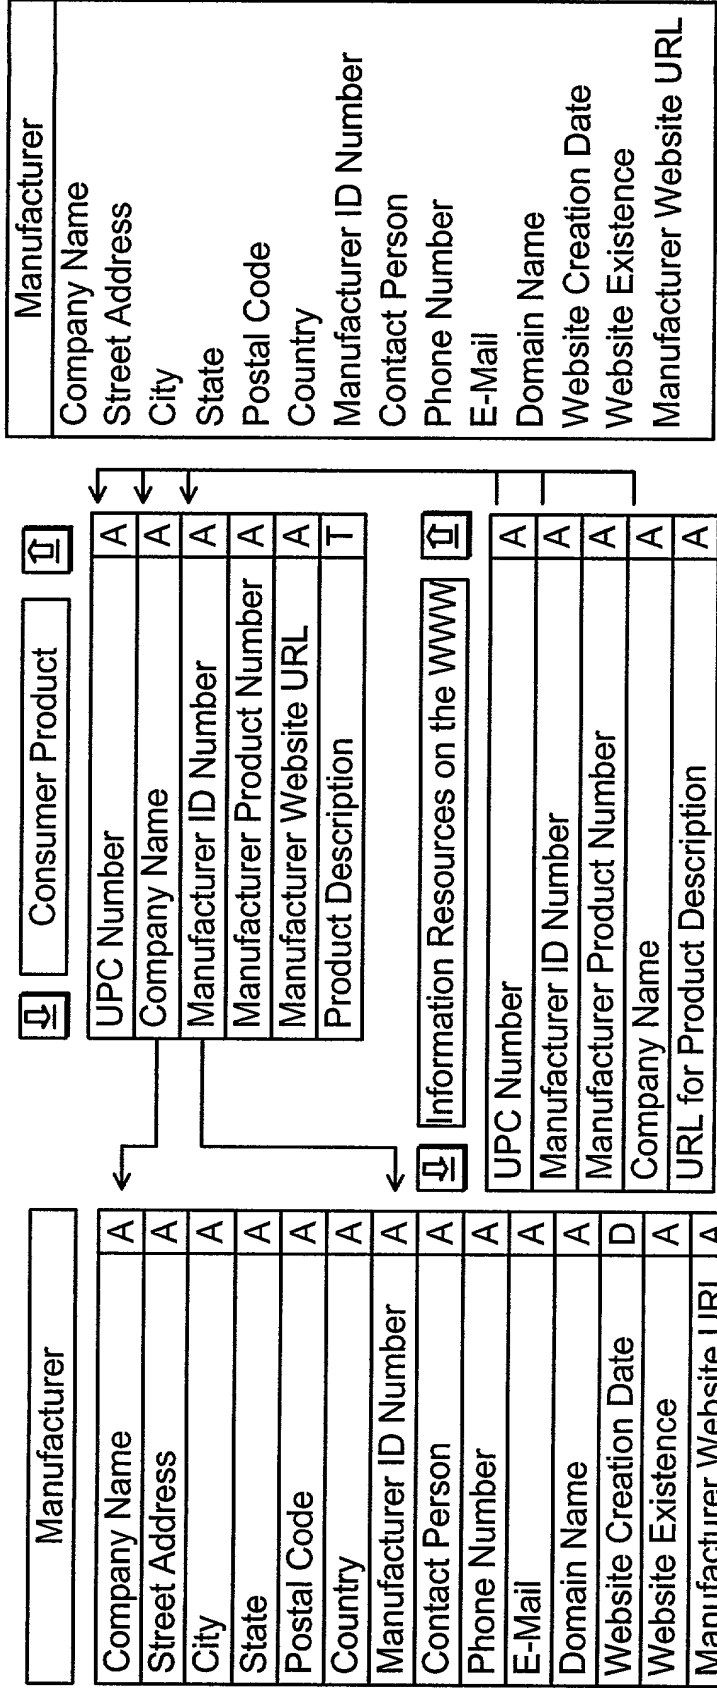 Manufacturer
Company Name A
Street Address A
City A
State A
Postal Code A
Country A
Manufacturer ID Number A
Contact Person A
Phone Number A
E-Mail A
Domain Name A
Website Creation Date D
Website Existence A
Manufacturer Website URL A
Consumer Product
UPC Number A
Company Name A
Manufacturer ID Number A
Manufacturer Product Number A
Manufacturer Website URL A
Product Description T
Information Resources on the WWW
UPC Number A
Manufacturer ID Number A
Manufacturer Product Number A
Company Name A
URL for Product Description A
Manufacturer
Company Name
Street Address
City
State
Postal Code
Country
Manufacturer ID Number
Contact Person
Phone Number
E-Mail
Domain Name
Website Creation Date
Website Existence
Manufacturer Website URL